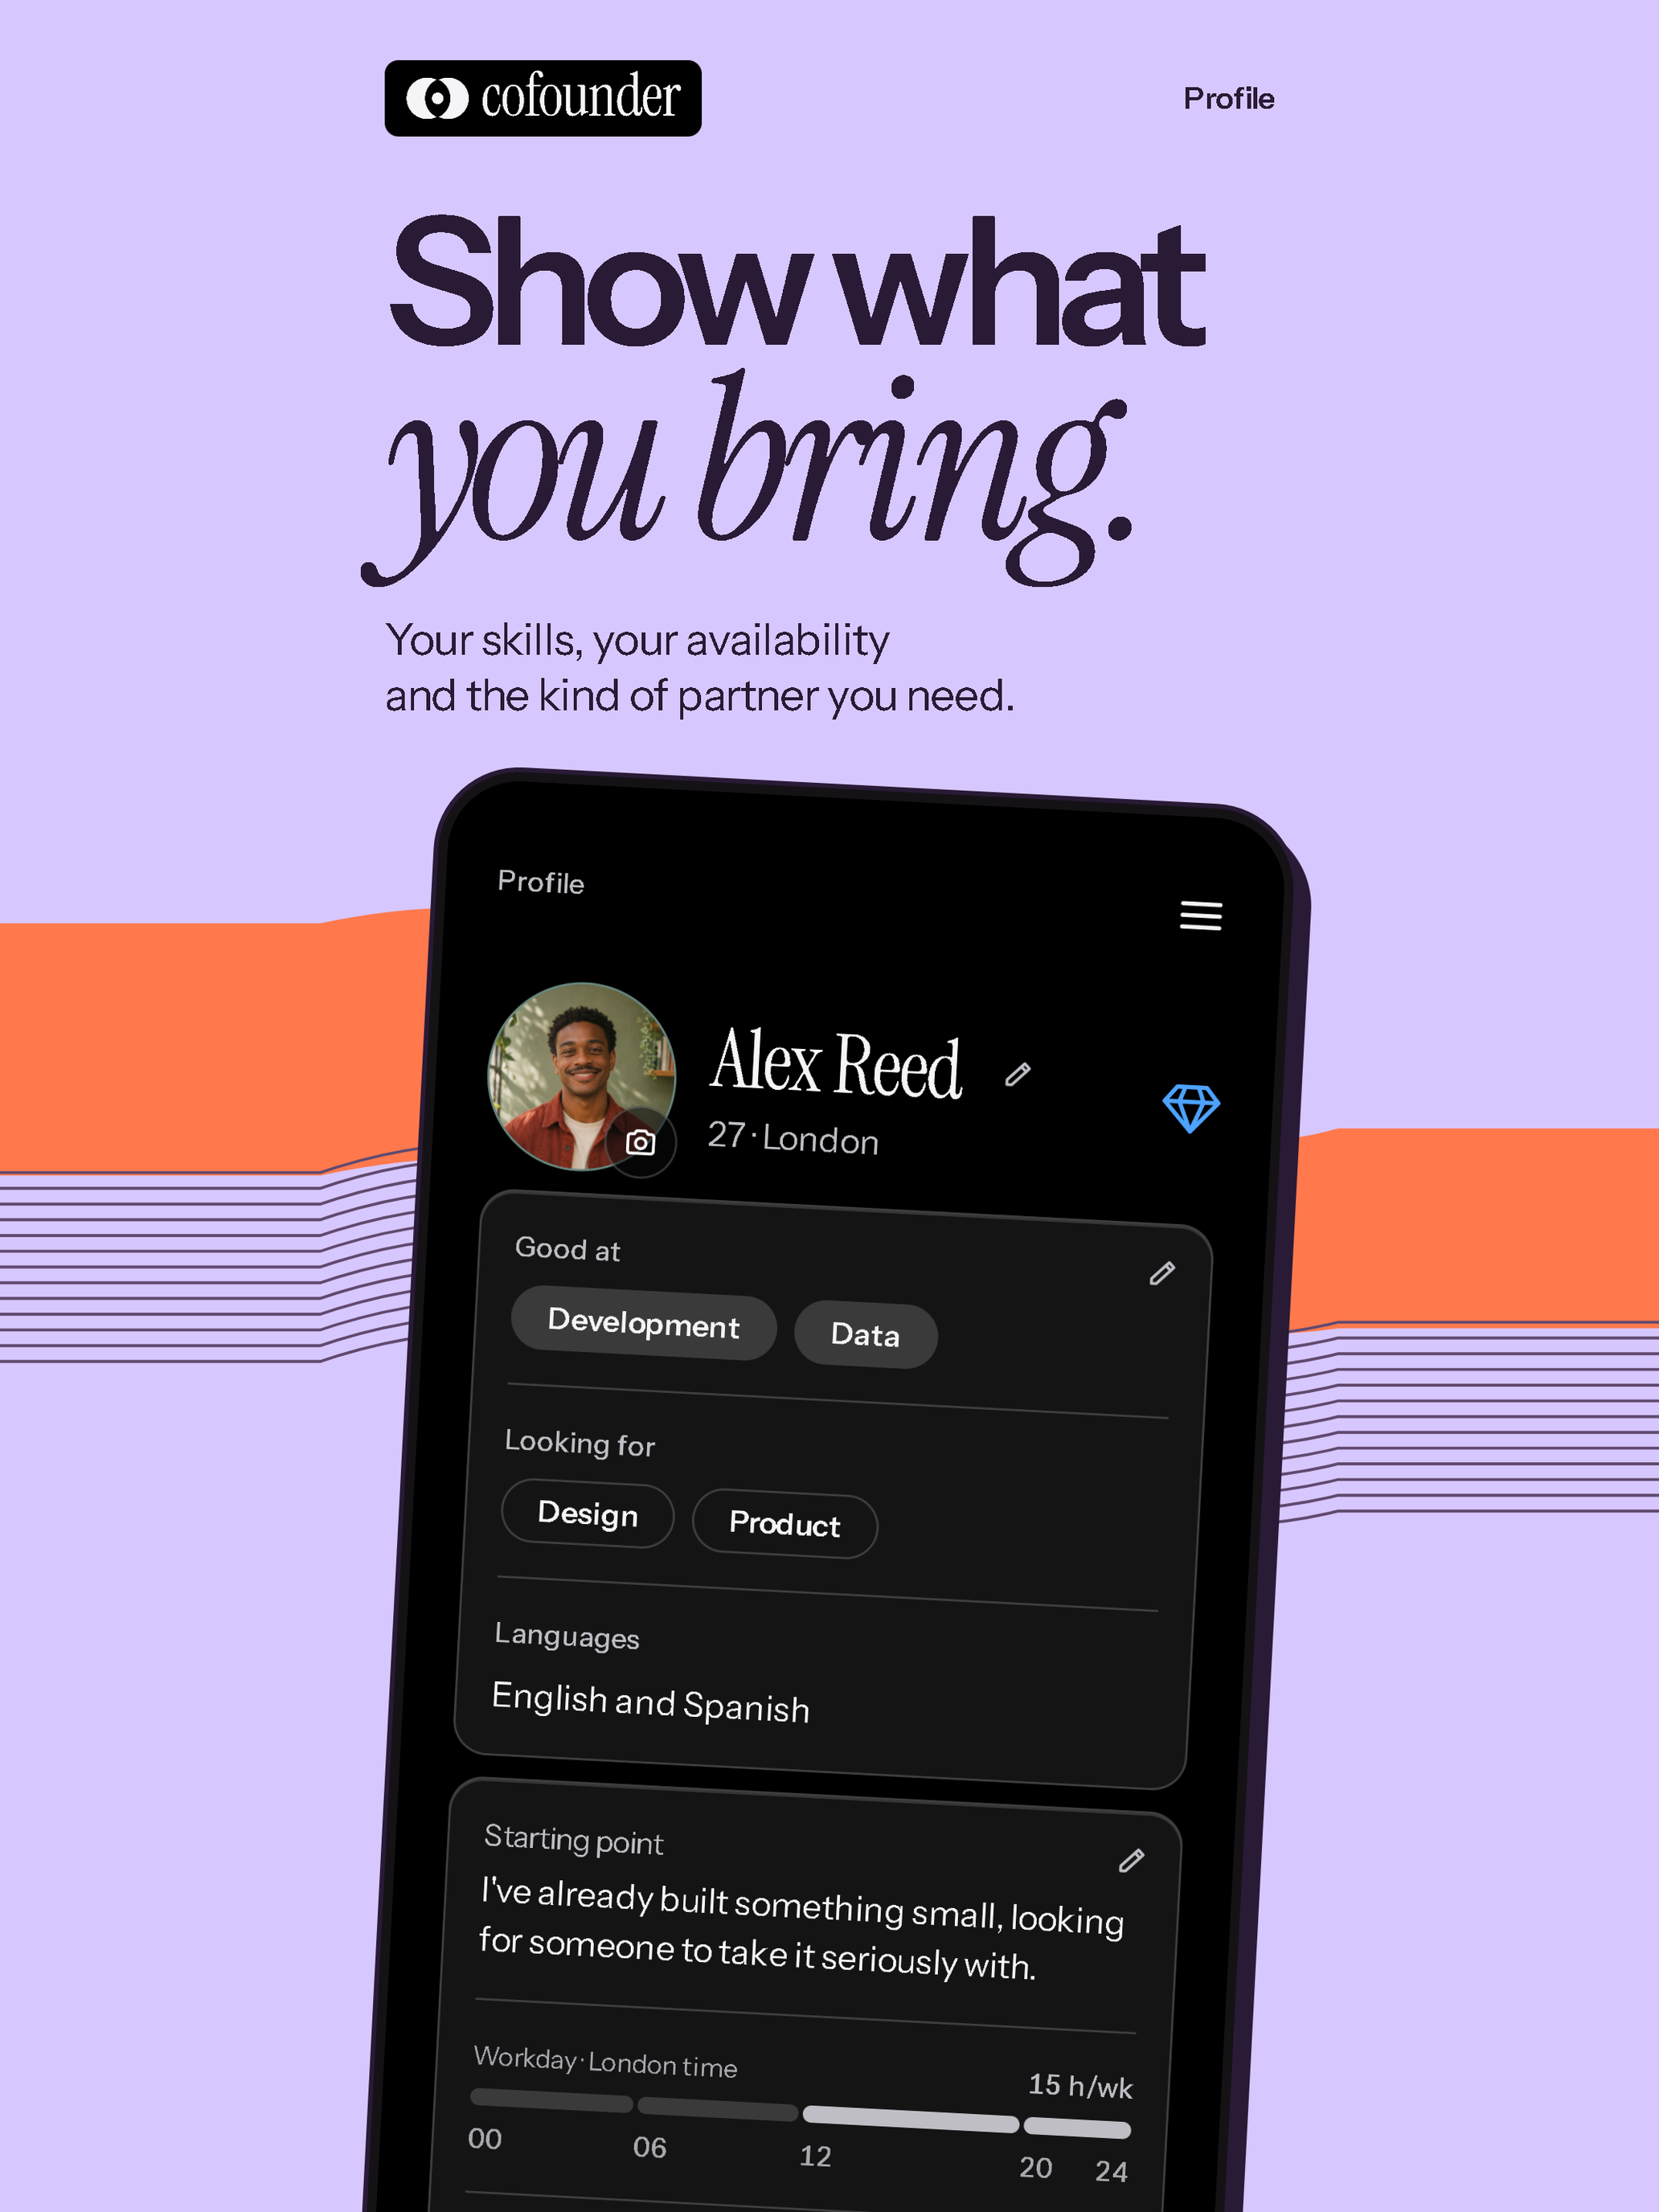 cofounder
Profile
Show what
you bring.
Your skills, your availability
and the kind of partner you need.
Profile
Alex Reed
27 · London
Good at
Development
Data
Looking for
Design
Product
Languages
English and Spanish
Starting point
I've already built something small, looking
for someone to take it seriously with.
Workday · London time
15 h/wk
00 06 12 20 24